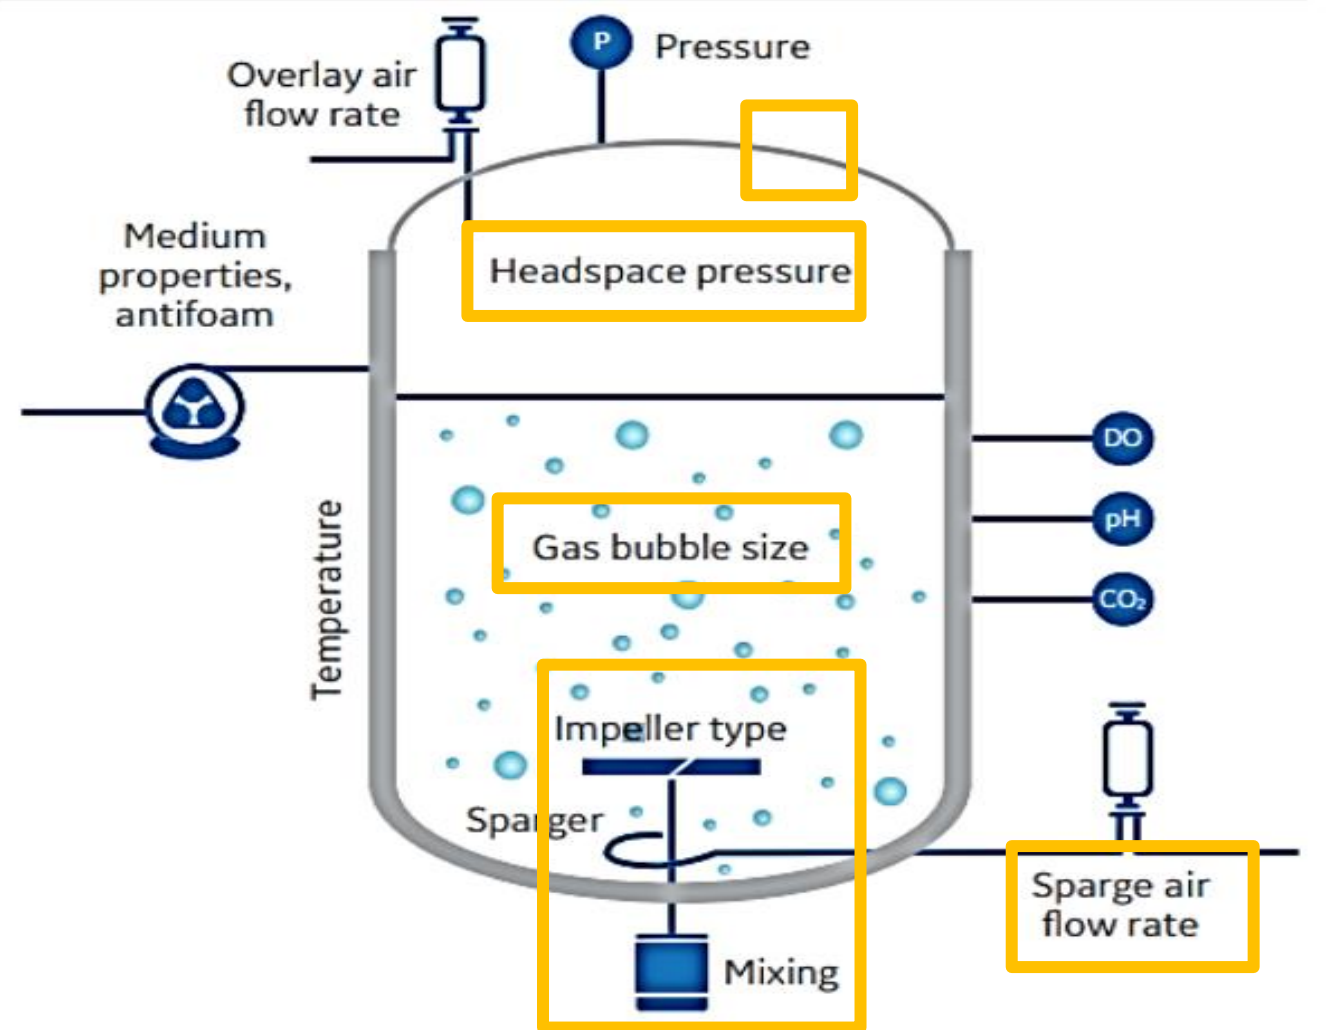 P
Pressure
Overlay air
flow rate
Headspace pressure
Medium
properties,
antifoam
DO
pH
CO₂
Temperature
Gas bubble size
Impeller type
Sparger
Sparge air
flow rate
Mixing